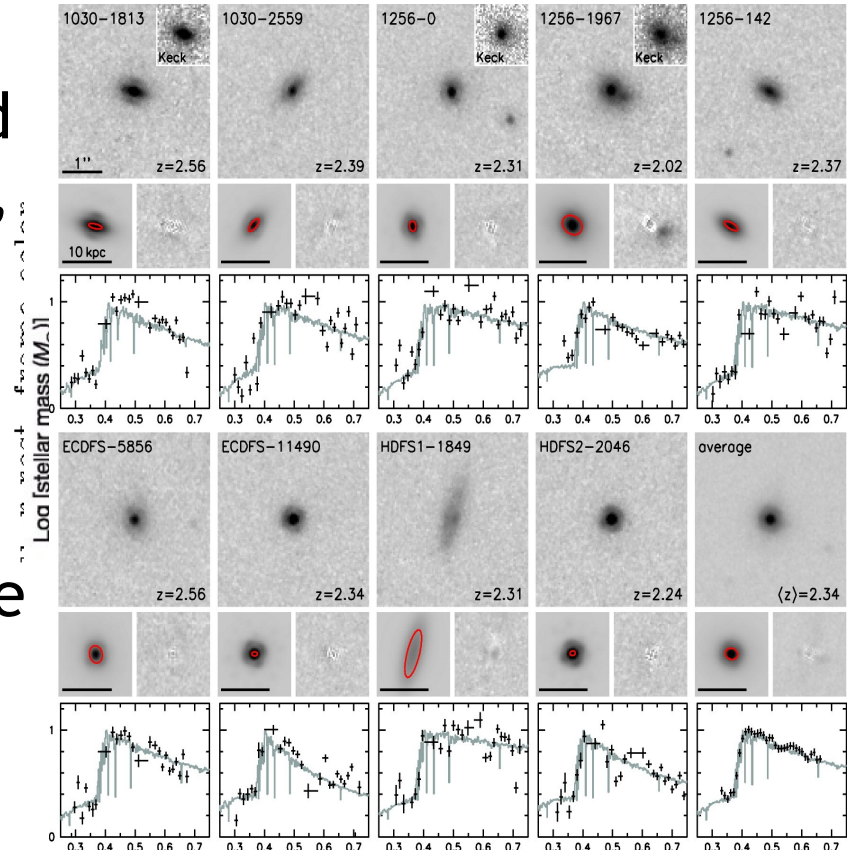 1030-1813 1030-2559 1256-0 1256-1967 1256-142
Keck Keck Keck
1'' z=2.56 z=2.39 z=2.31 z=2.02 z=2.37
10 kpc
1
0
0.3 0.4 0.5 0.6 0.7 0.3 0.4 0.5 0.6 0.7 0.3 0.4 0.5 0.6 0.7 0.3 0.4 0.5 0.6 0.7 0.3 0.4 0.5 0.6 0.7
Log [stellar mass (M
ECDFS-5856 ECDFS-11490 HDFS1-1849 HDFS2-2046 average
z=2.56 z=2.34 z=2.31 z=2.24 ⟨z⟩=2.34
1
0
0.3 0.4 0.5 0.6 0.7 0.3 0.4 0.5 0.6 0.7 0.3 0.4 0.5 0.6 0.7 0.3 0.4 0.5 0.6 0.7 0.3 0.4 0.5 0.6 0.7
d
,
e